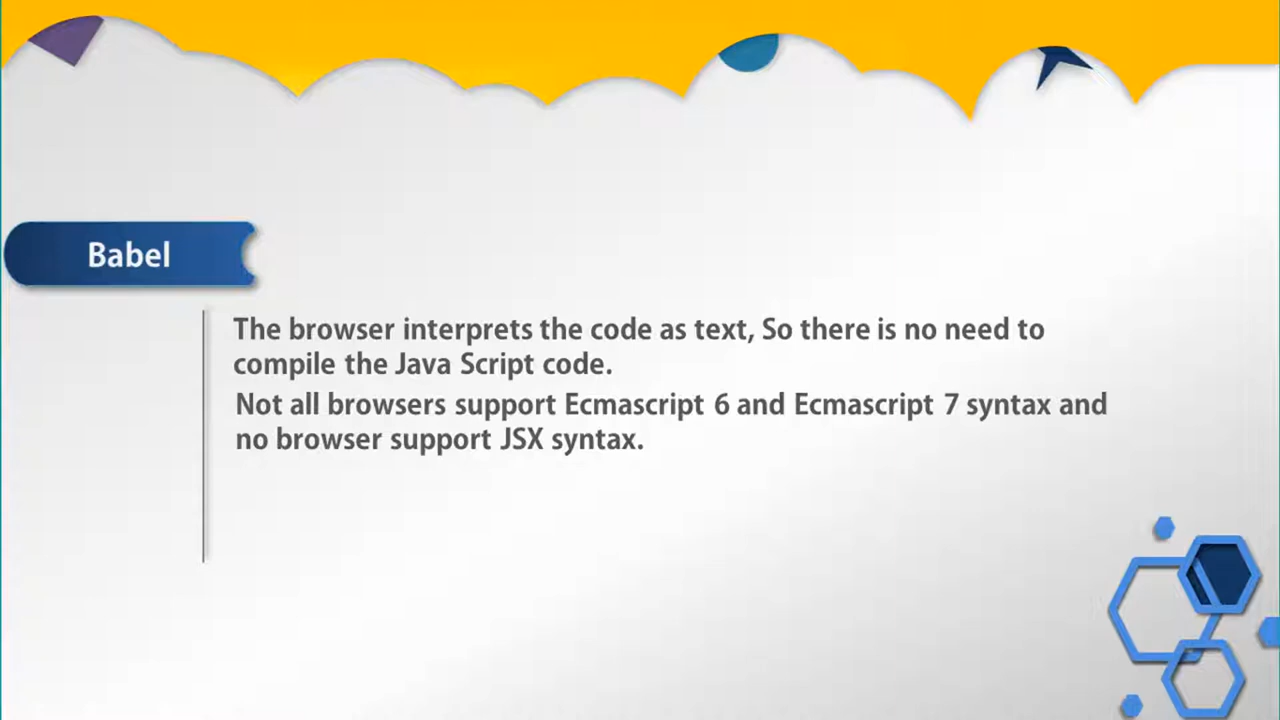 Babel
The browser interprets the code as text, So there is no need to
compile the Java Script code.
Not all browsers support Ecmascript 6 and Ecmascript 7 syntax and
no browser support JSX syntax.